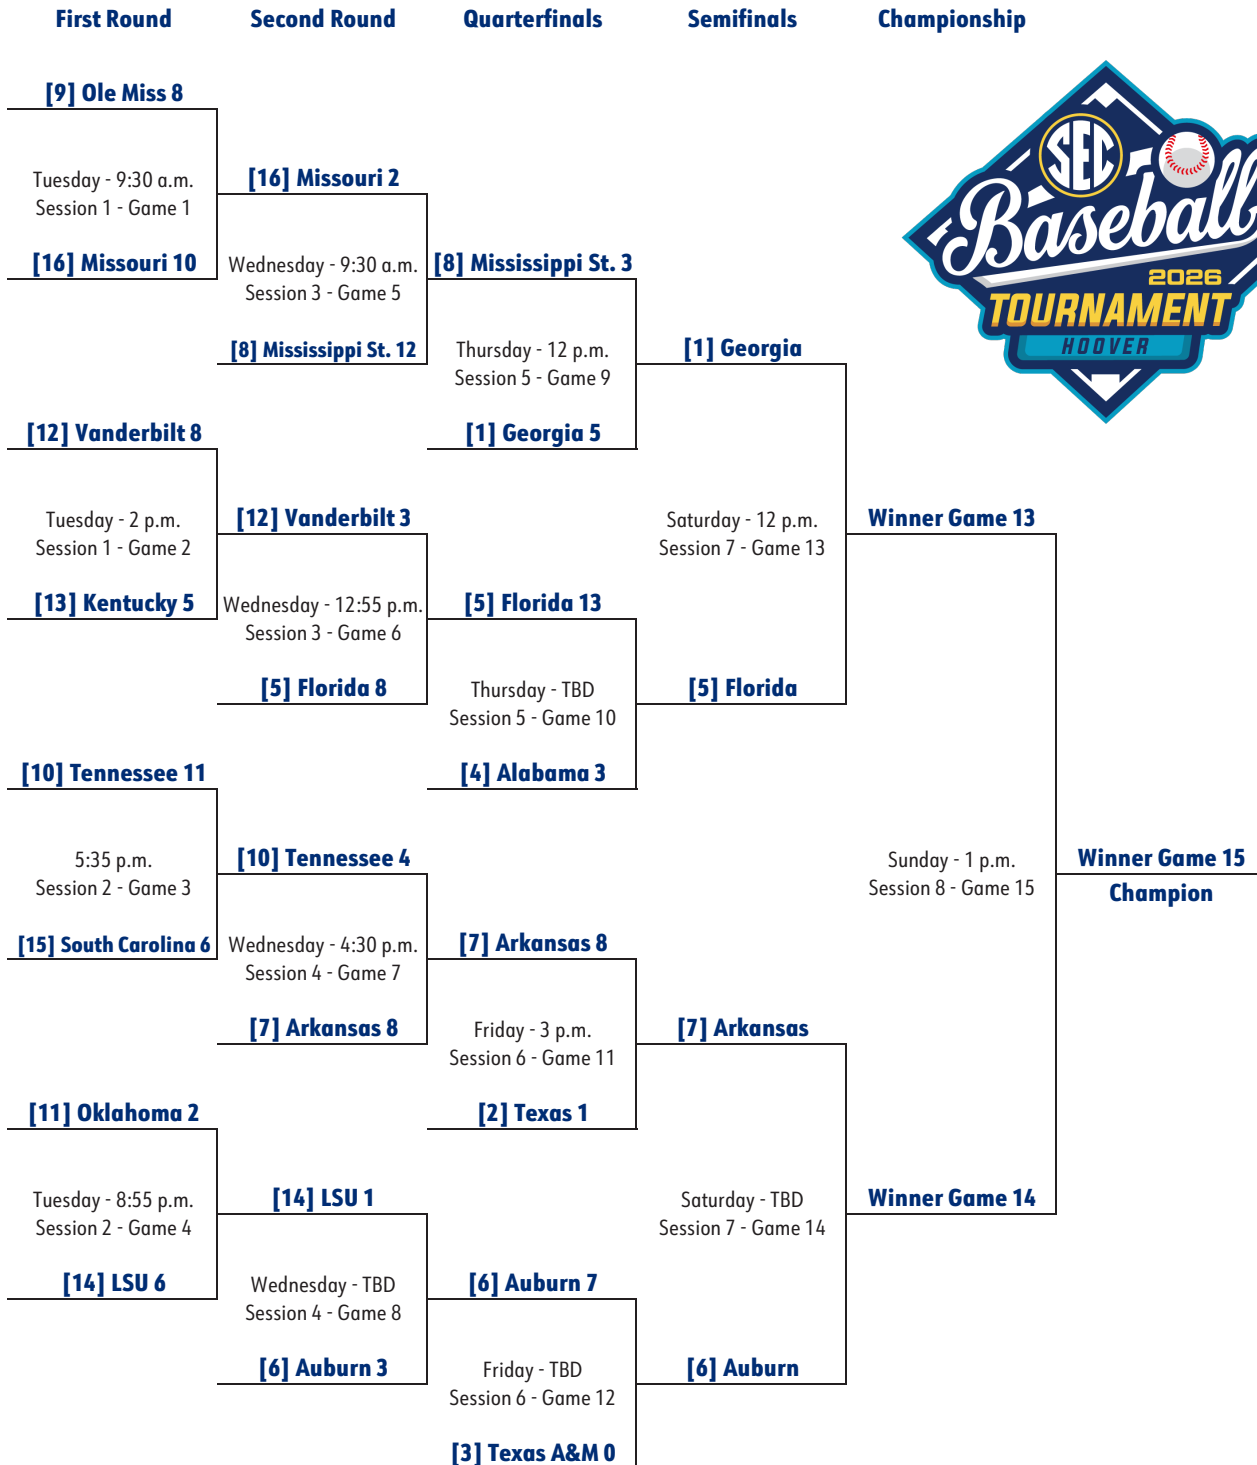 First Round
Second Round
Quarterfinals
Semifinals
Championship
[9] Ole Miss 8
Tuesday - 9:30 a.m.
Session 1 - Game 1
[16] Missouri 10
[12] Vanderbilt 8
Tuesday - 2 p.m.
Session 1 - Game 2
[13] Kentucky 5
[10] Tennessee 11
5:35 p.m.
Session 2 - Game 3
[15] South Carolina 6
[11] Oklahoma 2
Tuesday - 8:55 p.m.
Session 2 - Game 4
[14] LSU 6
[16] Missouri 2
Wednesday - 9:30 a.m.
Session 3 - Game 5
[8] Mississippi St. 12
[12] Vanderbilt 3
Wednesday - 12:55 p.m.
Session 3 - Game 6
[5] Florida 8
[10] Tennessee 4
Wednesday - 4:30 p.m.
Session 4 - Game 7
[7] Arkansas 8
[14] LSU 1
Wednesday - TBD
Session 4 - Game 8
[6] Auburn 3
[8] Mississippi St. 3
Thursday - 12 p.m.
Session 5 - Game 9
[1] Georgia 5
[5] Florida 13
Thursday - TBD
Session 5 - Game 10
[4] Alabama 3
[7] Arkansas 8
Friday - 3 p.m.
Session 6 - Game 11
[2] Texas 1
[6] Auburn 7
Friday - TBD
Session 6 - Game 12
[3] Texas A&M 0
[1] Georgia
Saturday - 12 p.m.
Session 7 - Game 13
[5] Florida
[7] Arkansas
Saturday - TBD
Session 7 - Game 14
[6] Auburn
Winner Game 13
Sunday - 1 p.m.
Session 8 - Game 15
Winner Game 14
Winner Game 15
Champion
SEC
Baseball
2026
TOURNAMENT
HOOVER